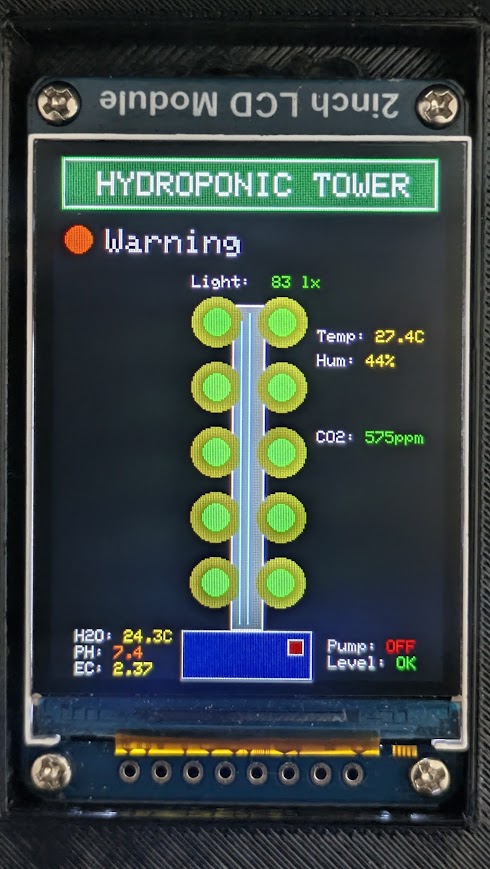 2inch LCD Module
HYDROPONIC TOWER
Warning
Light: 83 lx
Temp: 27.4C
Hum: 44%
CO2: 575ppm
H2O: 24.3C
PH: 7.4
EC: 2.37
Pump: OFF
Level: OK